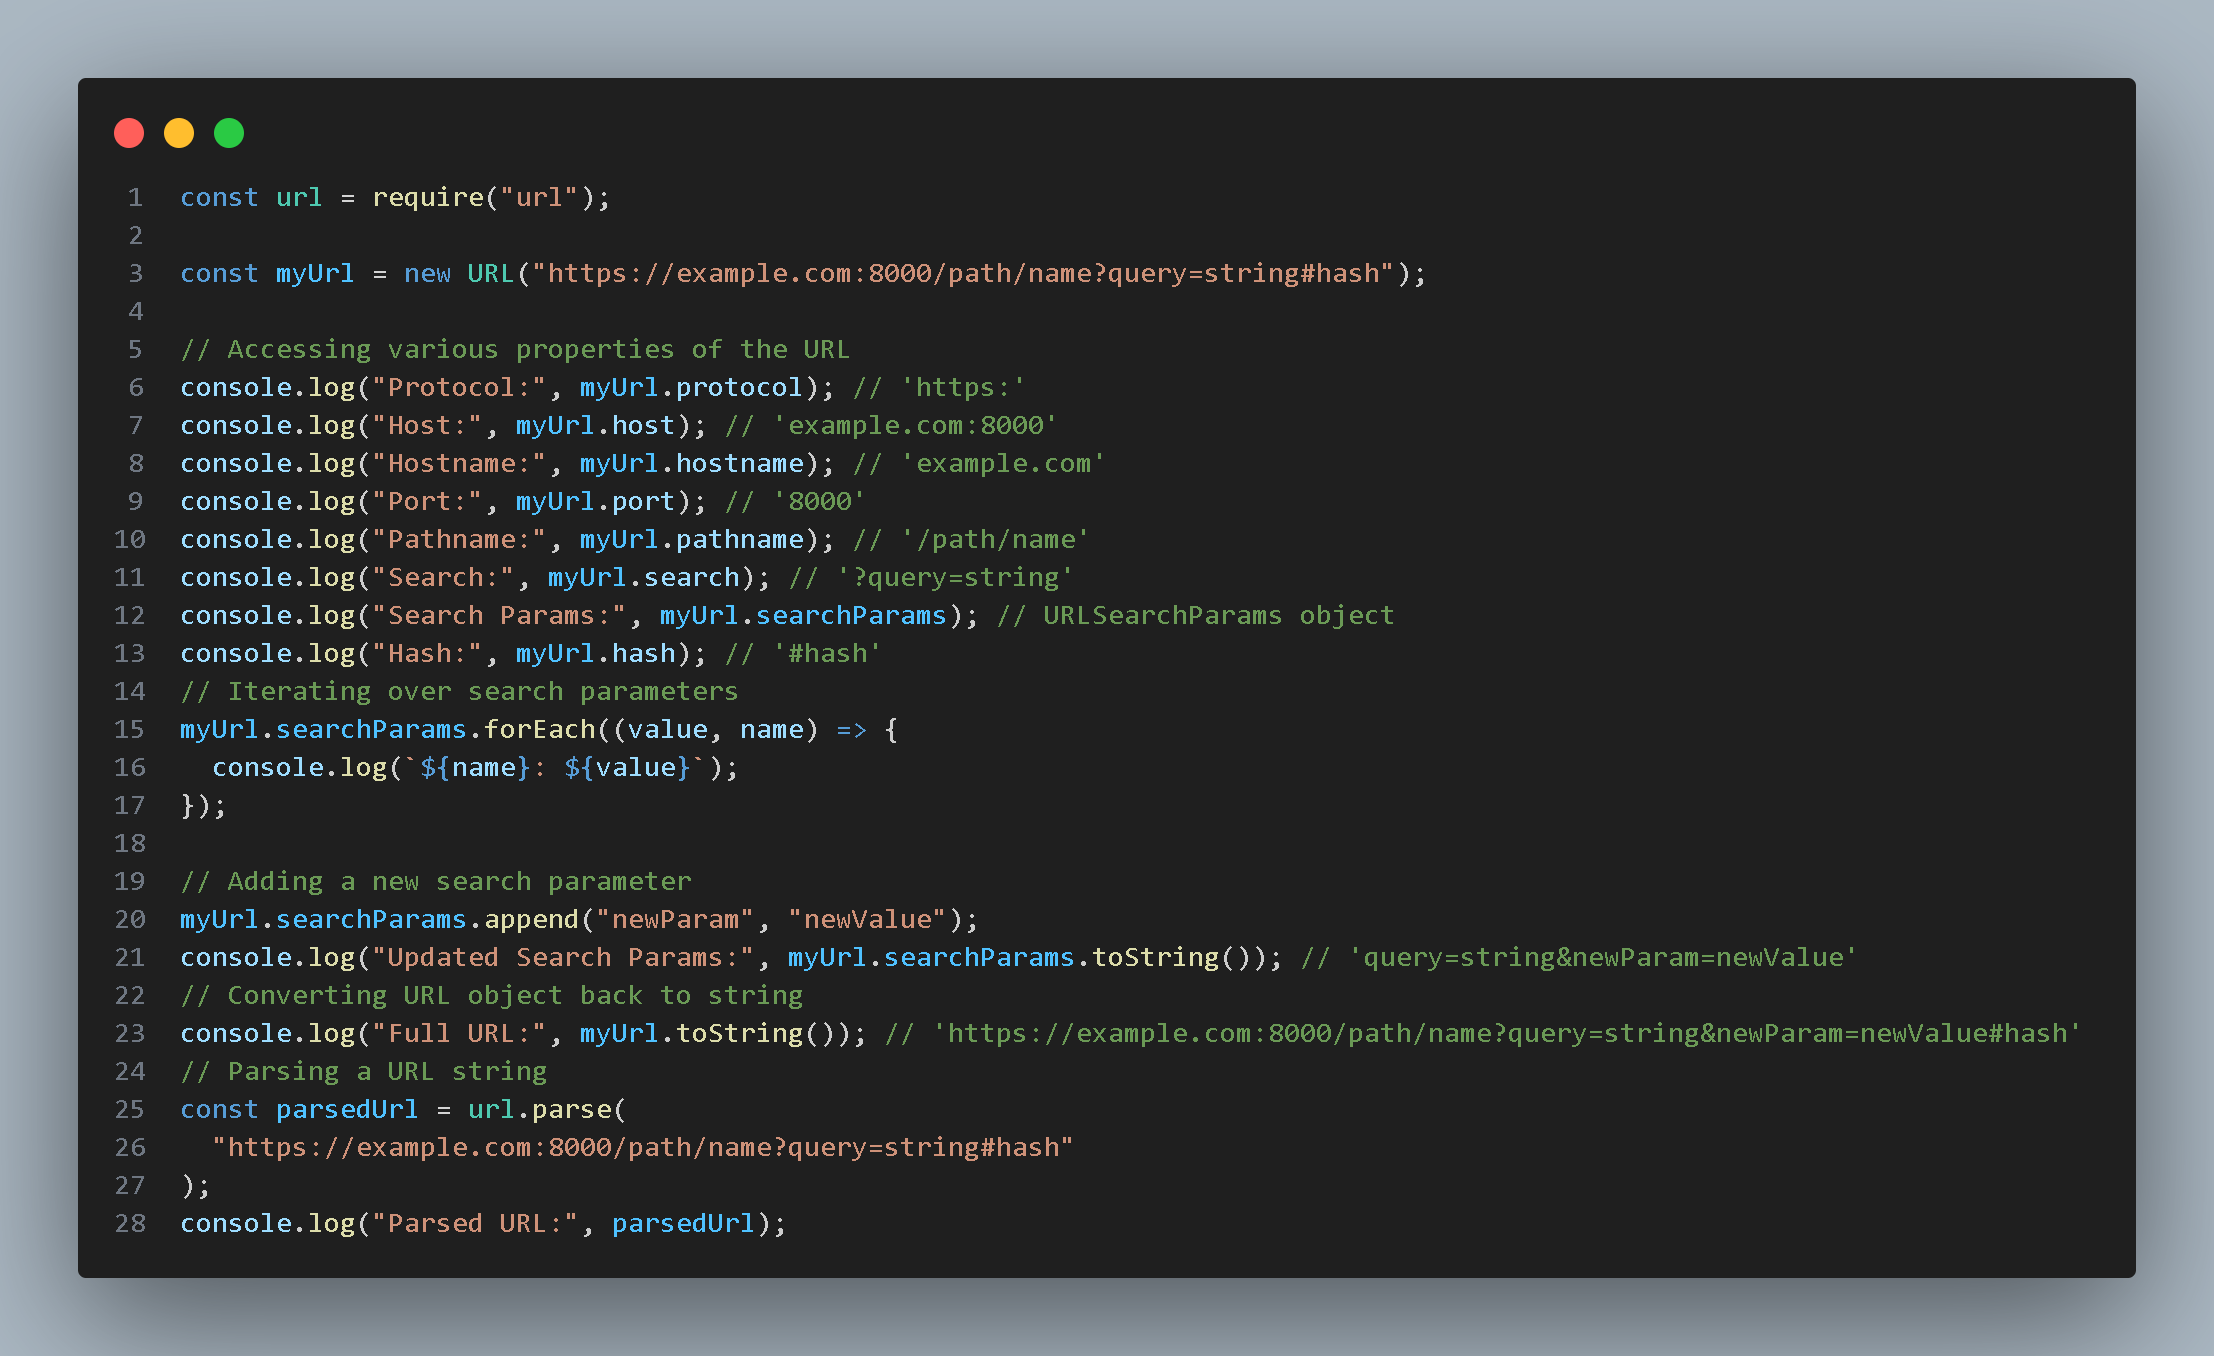 1 const url = require("url");
2
3 const myUrl = new URL("https://example.com:8000/path/name?query=string#hash");
4
5 // Accessing various properties of the URL
6 console.log("Protocol:", myUrl.protocol); // 'https:'
7 console.log("Host:", myUrl.host); // 'example.com:8000'
8 console.log("Hostname:", myUrl.hostname); // 'example.com'
9 console.log("Port:", myUrl.port); // '8000'
10 console.log("Pathname:", myUrl.pathname); // '/path/name'
11 console.log("Search:", myUrl.search); // '?query=string'
12 console.log("Search Params:", myUrl.searchParams); // URLSearchParams object
13 console.log("Hash:", myUrl.hash); // '#hash'
14 // Iterating over search parameters
15 myUrl.searchParams.forEach((value, name) => {
16   console.log(`${name}: ${value}`);
17 });
18
19 // Adding a new search parameter
20 myUrl.searchParams.append("newParam", "newValue");
21 console.log("Updated Search Params:", myUrl.searchParams.toString()); // 'query=string&newParam=newValue'
22 // Converting URL object back to string
23 console.log("Full URL:", myUrl.toString()); // 'https://example.com:8000/path/name?query=string&newParam=newValue#hash'
24 // Parsing a URL string
25 const parsedUrl = url.parse(
26   "https://example.com:8000/path/name?query=string#hash"
27 );
28 console.log("Parsed URL:", parsedUrl);